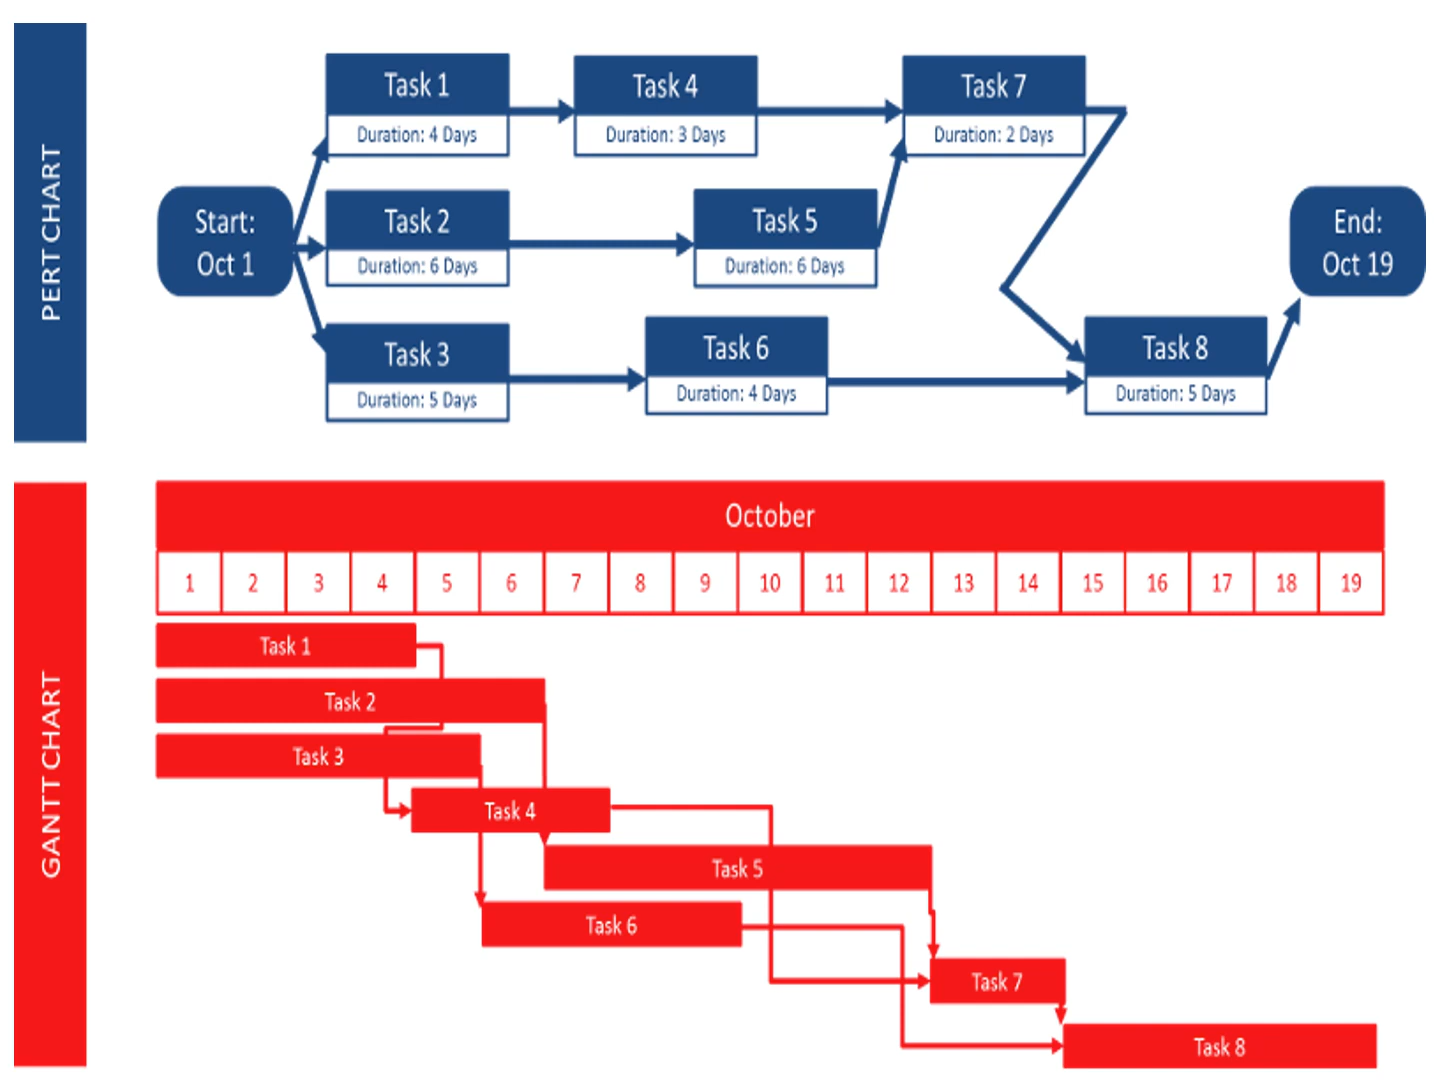 PERT CHART
Start:
Oct 1
Task 1
Duration: 4 Days
Task 4
Duration: 3 Days
Task 7
Duration: 2 Days
Task 2
Duration: 6 Days
Task 5
Duration: 6 Days
Task 3
Duration: 5 Days
Task 6
Duration: 4 Days
Task 8
Duration: 5 Days
End:
Oct 19
GANTT CHART
October
1 2 3 4 5 6 7 8 9 10 11 12 13 14 15 16 17 18 19
Task 1
Task 2
Task 3
Task 4
Task 5
Task 6
Task 7
Task 8